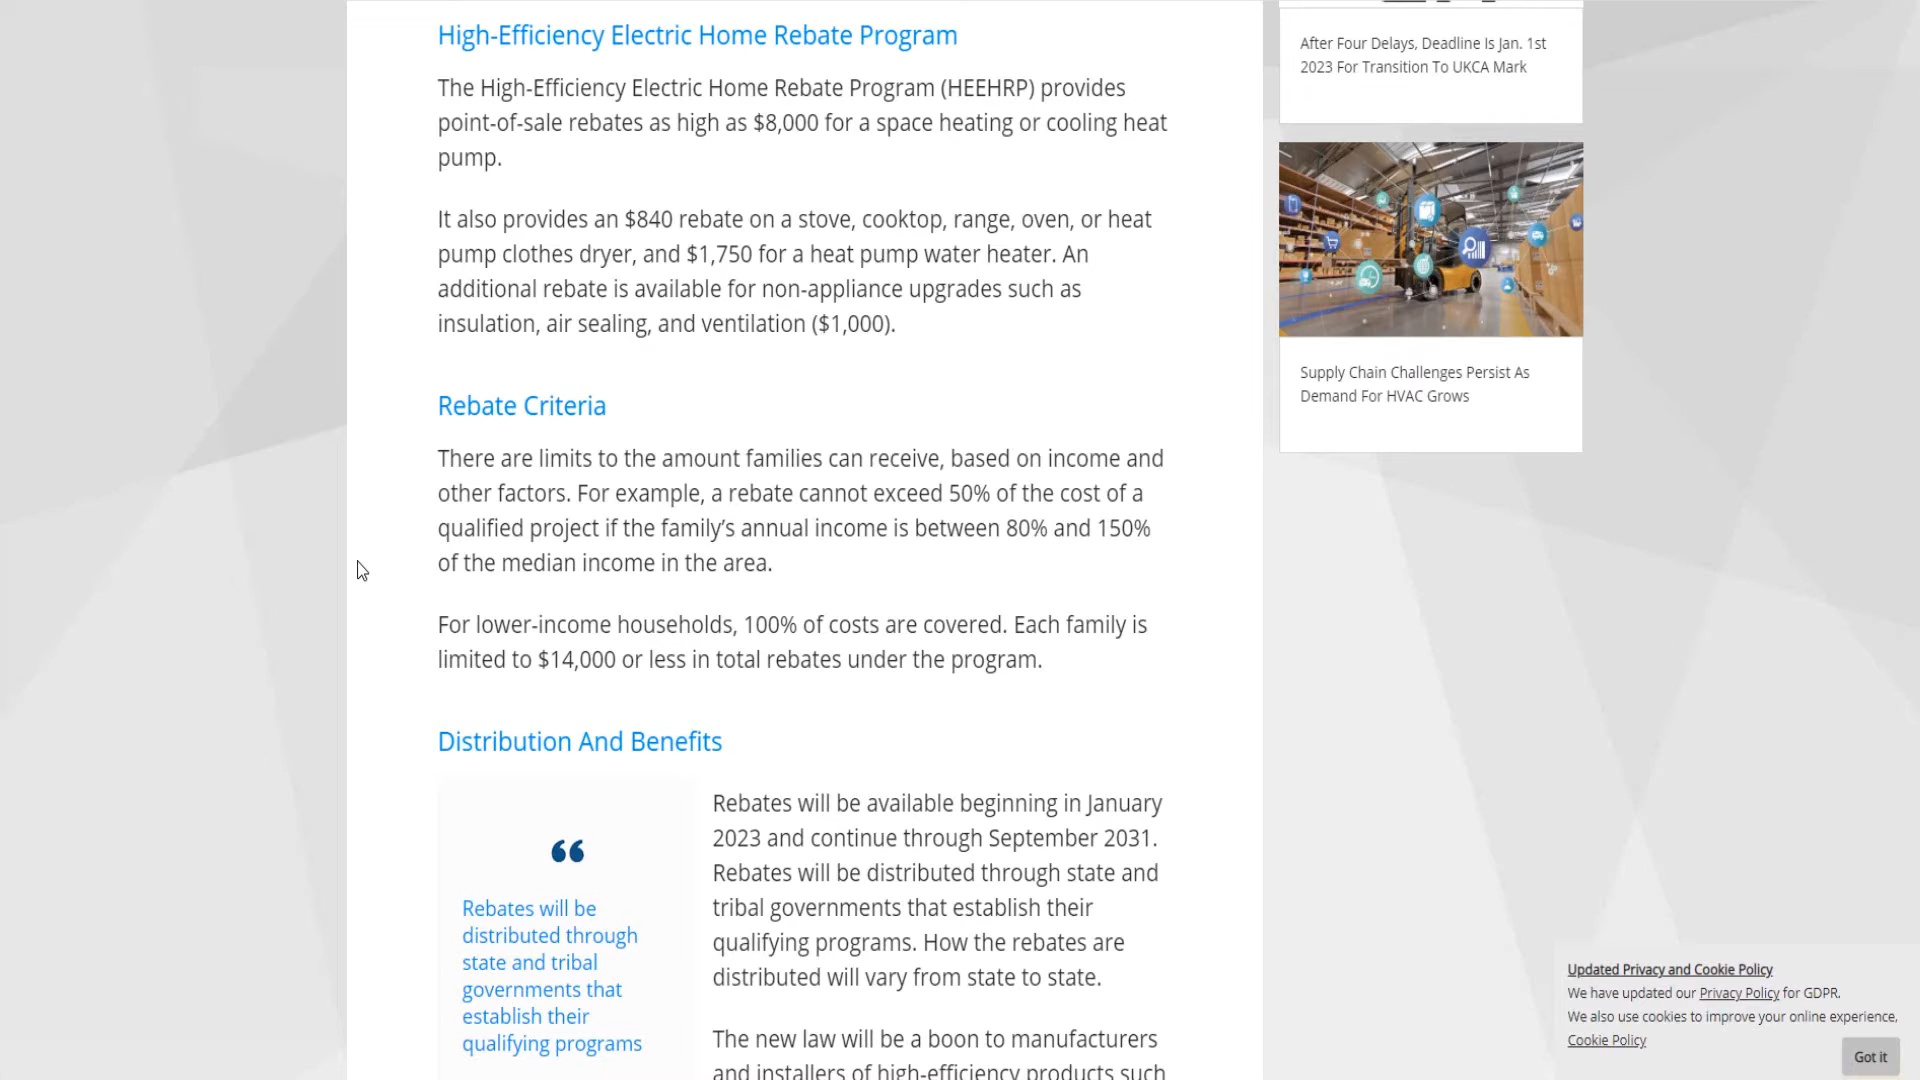 High-Efficiency Electric Home Rebate Program
The High-Efficiency Electric Home Rebate Program (HEEHRP) provides
point-of-sale rebates as high as $8,000 for a space heating or cooling heat
pump.
It also provides an $840 rebate on a stove, cooktop, range, oven, or heat
pump clothes dryer, and $1,750 for a heat pump water heater. An
additional rebate is available for non-appliance upgrades such as
insulation, air sealing, and ventilation ($1,000).
Rebate Criteria
There are limits to the amount families can receive, based on income and
other factors. For example, a rebate cannot exceed 50% of the cost of a
qualified project if the family’s annual income is between 80% and 150%
of the median income in the area.
For lower-income households, 100% of costs are covered. Each family is
limited to $14,000 or less in total rebates under the program.
Distribution And Benefits
“
Rebates will be
distributed through
state and tribal
governments that
establish their
qualifying programs
Rebates will be available beginning in January
2023 and continue through September 2031.
Rebates will be distributed through state and
tribal governments that establish their
qualifying programs. How the rebates are
distributed will vary from state to state.
The new law will be a boon to manufacturers
and installers of high-efficiency products such
After Four Delays, Deadline Is Jan. 1st
2023 For Transition To UKCA Mark
Supply Chain Challenges Persist As
Demand For HVAC Grows
Updated Privacy and Cookie Policy
We have updated our Privacy Policy for GDPR.
We also use cookies to improve your online experience,
Cookie Policy
Got it